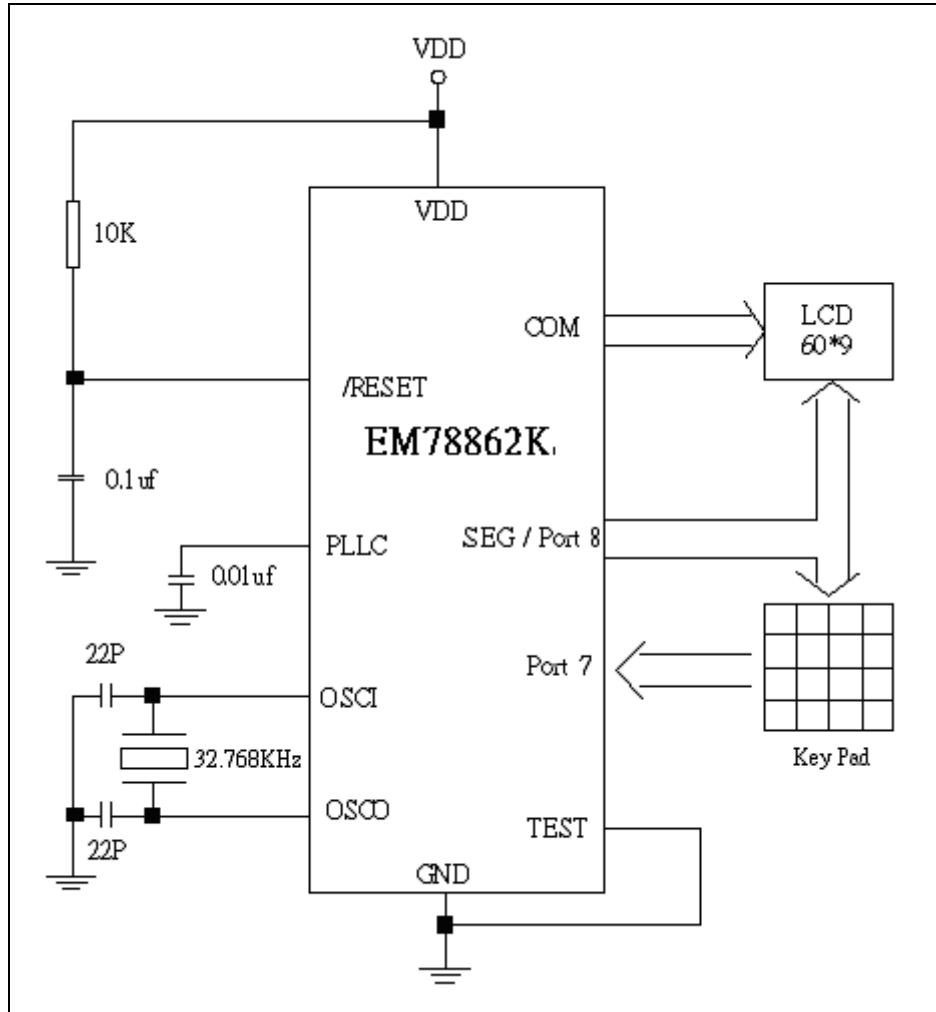 VDD
VDD
10K
COM
LCD
60*9
/RESET
EM78862K
0.1uf
PLLC
SEG / Port 8
0.01uf
22P
Port 7
OSCI
32.768KHz
Key Pad
OSCO
TEST
22P
GND